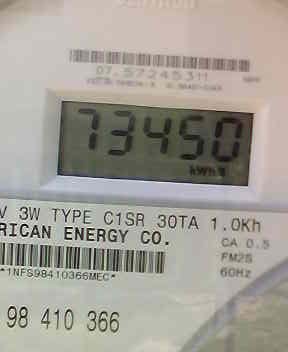 07.57245311
73450
kWh
V 3W TYPE C1SR 30TA 1.0Kh
RICAN ENERGY CO.
CA 0.5
FM2S
60Hz
*1NFS98410366MEC*
98 410 366